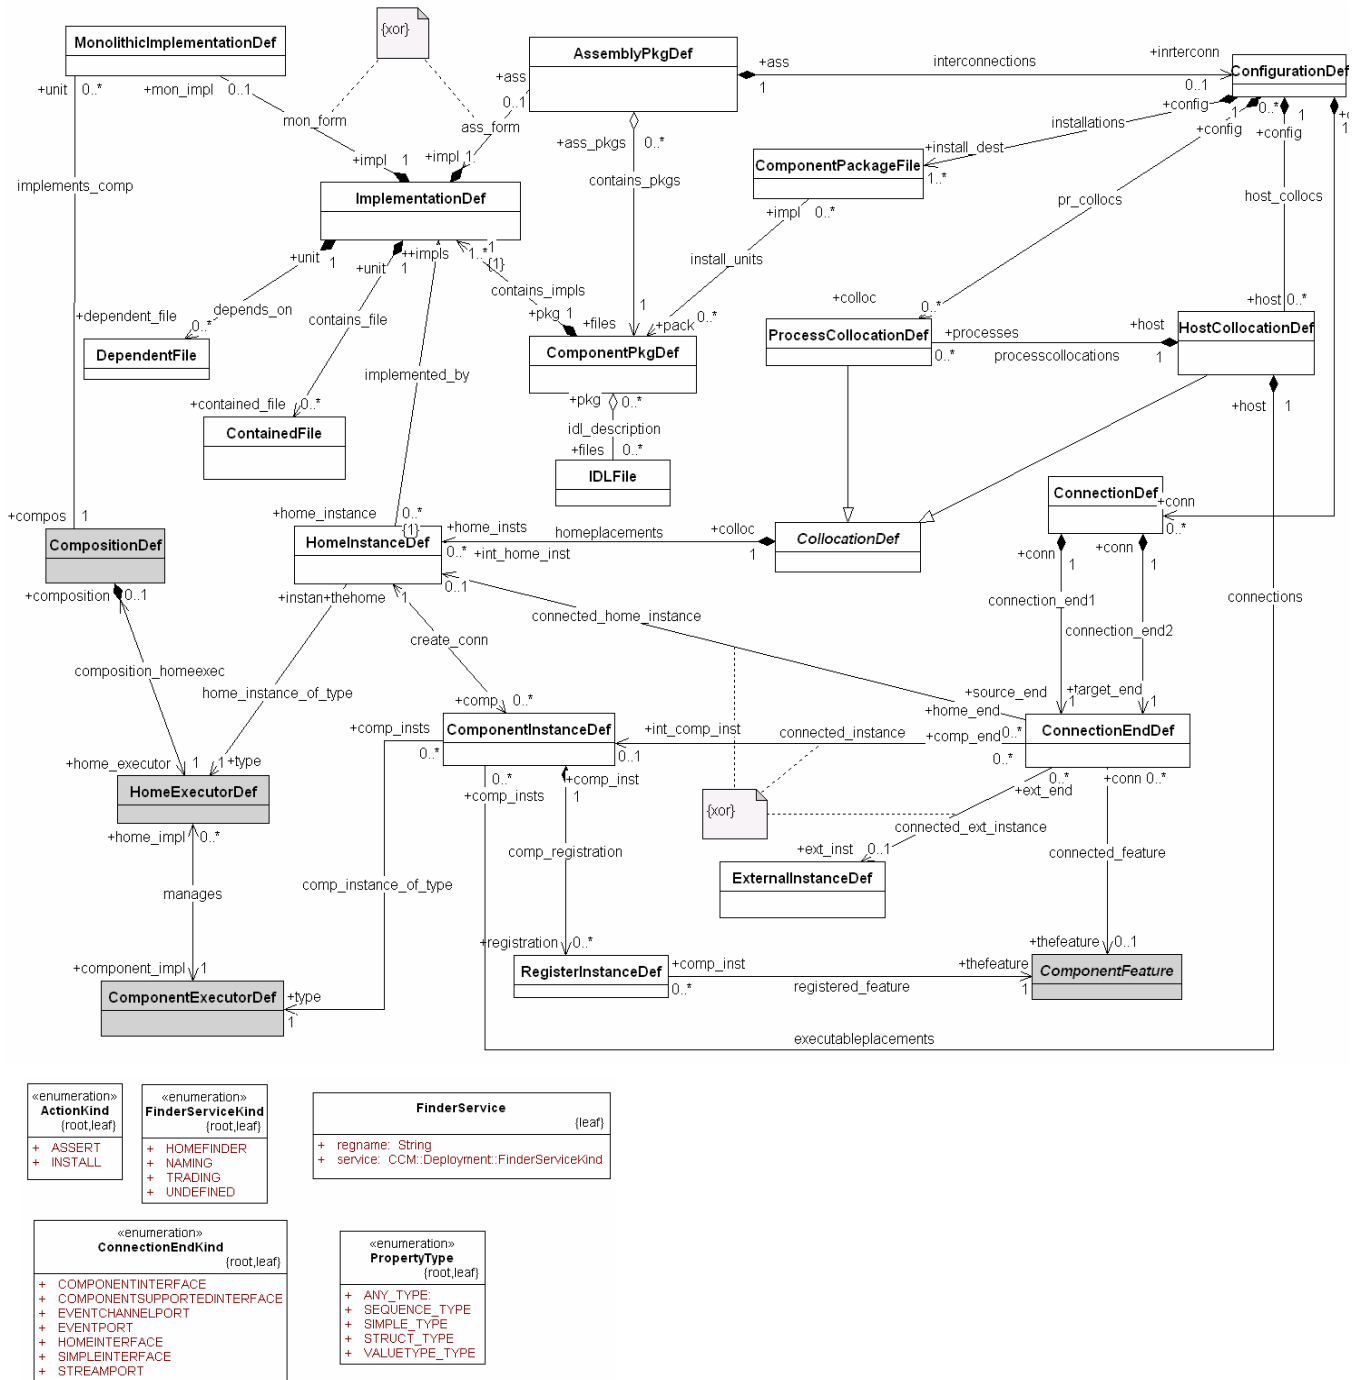 MonolithicImplementationDef
{xor}
AssemblyPkgDef
+ass
interconnections
+inrterconn
1
0..1
ConfigurationDef
+unit
0..*
+mon_impl
0..1
+ass
0..1
mon_form
ass_form
+impl
1
+impl
1
+config
1
0..*
+config
1
+config
1
installations
+install_dest
1..*
ComponentPackageFile
+impl
0..*
+ass_pkgs
0..*
contains_pkgs
implements_comp
ImplementationDef
pr_collocs
host_collocs
install_units
+unit
1
+unit
1
++impls
1..*
1
{1}
contains_impls
+pkg
1
+dependent_file
depends_on
0..*
contains_file
+files
1
+pack
0..*
+colloc
0..*
+host
0..*
DependentFile
ComponentPkgDef
ProcessCollocationDef
+processes
0..*
processcollocations
+host
1
HostCollocationDef
implemented_by
+contained_file
0..*
ContainedFile
+pkg
0..*
idl_description
+files
0..*
IDLFile
+host
1
ConnectionDef
+conn
0..*
+compos
1
+home_instance
0..*
{1}
+home_insts
0..*
+int_home_inst
homeplacements
+colloc
1
CompositionDef
HomeInstanceDef
CollocationDef
+conn
1
+conn
1
+composition
0..1
1
+instan+thehome
1
0..1
connected_home_instance
connection_end1
connection_end2
connections
create_conn
composition_homeexec
home_instance_of_type
+comp
0..*
+source_end
1
+target_end
1
+home_end
0..*
+comp_insts
0..*
ComponentInstanceDef
+int_comp_inst
0..1
connected_instance
+comp_end
0..*
ConnectionEndDef
+home_executor
1
1
+type
HomeExecutorDef
0..*
+comp_insts
+comp_inst
1
{xor}
0..*
+ext_end
+conn
0..*
+home_impl
0..*
connected_ext_instance
comp_registration
+ext_inst
0..1
connected_feature
manages
comp_instance_of_type
ExternalInstanceDef
+registration
0..*
+component_impl
1
RegisterInstanceDef
+comp_inst
0..*
registered_feature
+thefeature
1
+thefeature
0..1
ComponentFeature
ComponentExecutorDef
+type
1
executableplacements
«enumeration»
ActionKind
{root,leaf}
+ ASSERT
+ INSTALL
«enumeration»
FinderServiceKind
{root,leaf}
+ HOMEFINDER
+ NAMING
+ TRADING
+ UNDEFINED
FinderService
{leaf}
+ regname: String
+ service: CCM::Deployment::FinderServiceKind
«enumeration»
ConnectionEndKind
{root,leaf}
+ COMPONENTINTERFACE
+ COMPONENTSUPPORTEDINTERFACE
+ EVENTCHANNELPORT
+ EVENTPORT
+ HOMEINTERFACE
+ SIMPLEINTERFACE
+ STREAMPORT
«enumeration»
PropertyType
{root,leaf}
+ ANY_TYPE:
+ SEQUENCE_TYPE
+ SIMPLE_TYPE
+ STRUCT_TYPE
+ VALUETYPE_TYPE